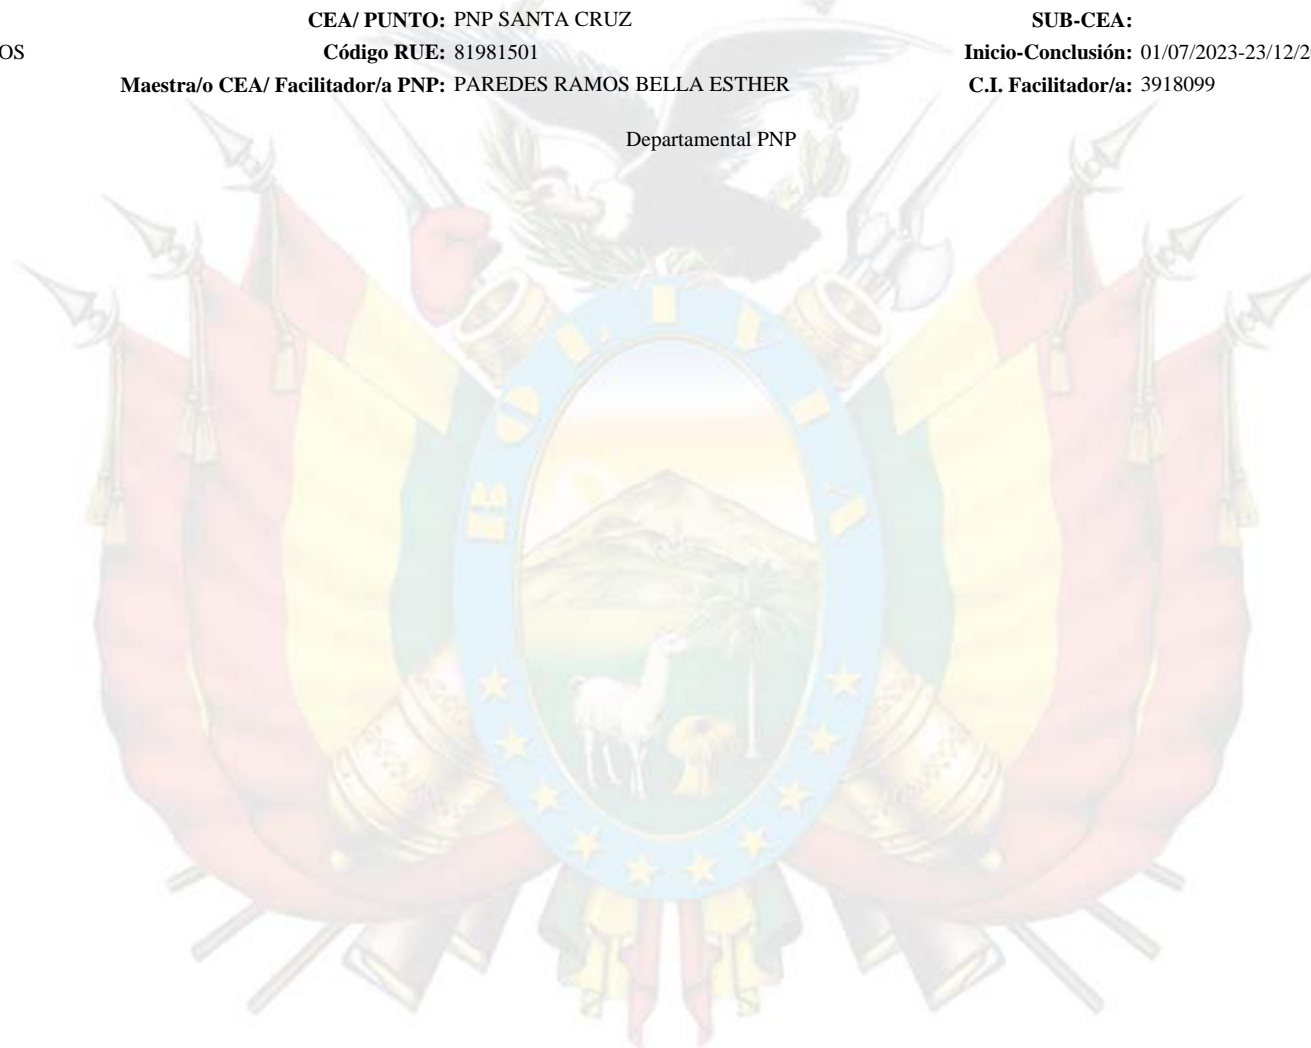 CEA/ PUNTO: PNP SANTA CRUZ SUB-CEA:
OS Código RUE: 81981501 Inicio-Conclusión: 01/07/2023-23/12/2
Maestra/o CEA/ Facilitador/a PNP: PAREDES RAMOS BELLA ESTHER C.I. Facilitador/a: 3918099
Departamental PNP
BOLIVIA